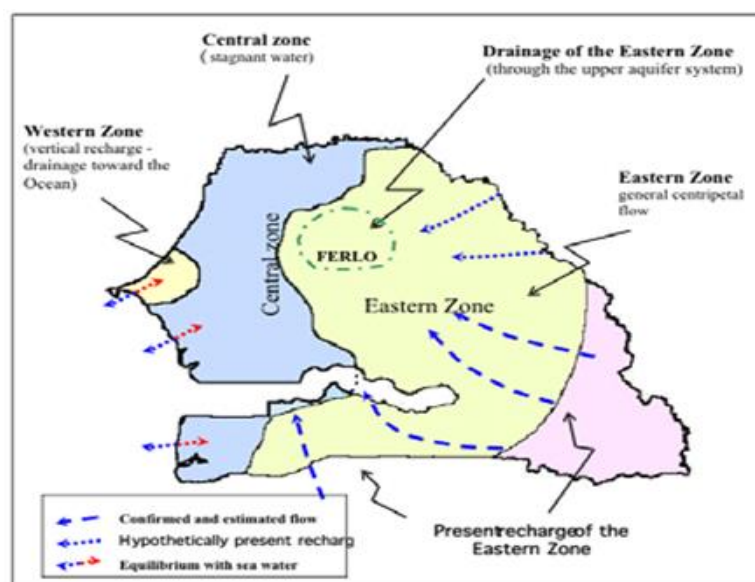 Central zone
( stagnant water)
Drainage of the Eastern Zone
(through the upper aquifer system)
Western Zone
(vertical recharge -
drainage toward the
Ocean)
Eastern Zone
general centripetal
flow
FERLO
Central zone
Eastern Zone
Confirmed and estimated flow
Hypothetically present recharg
Equilibrium with sea water
Presentrechargeof the
Eastern Zone